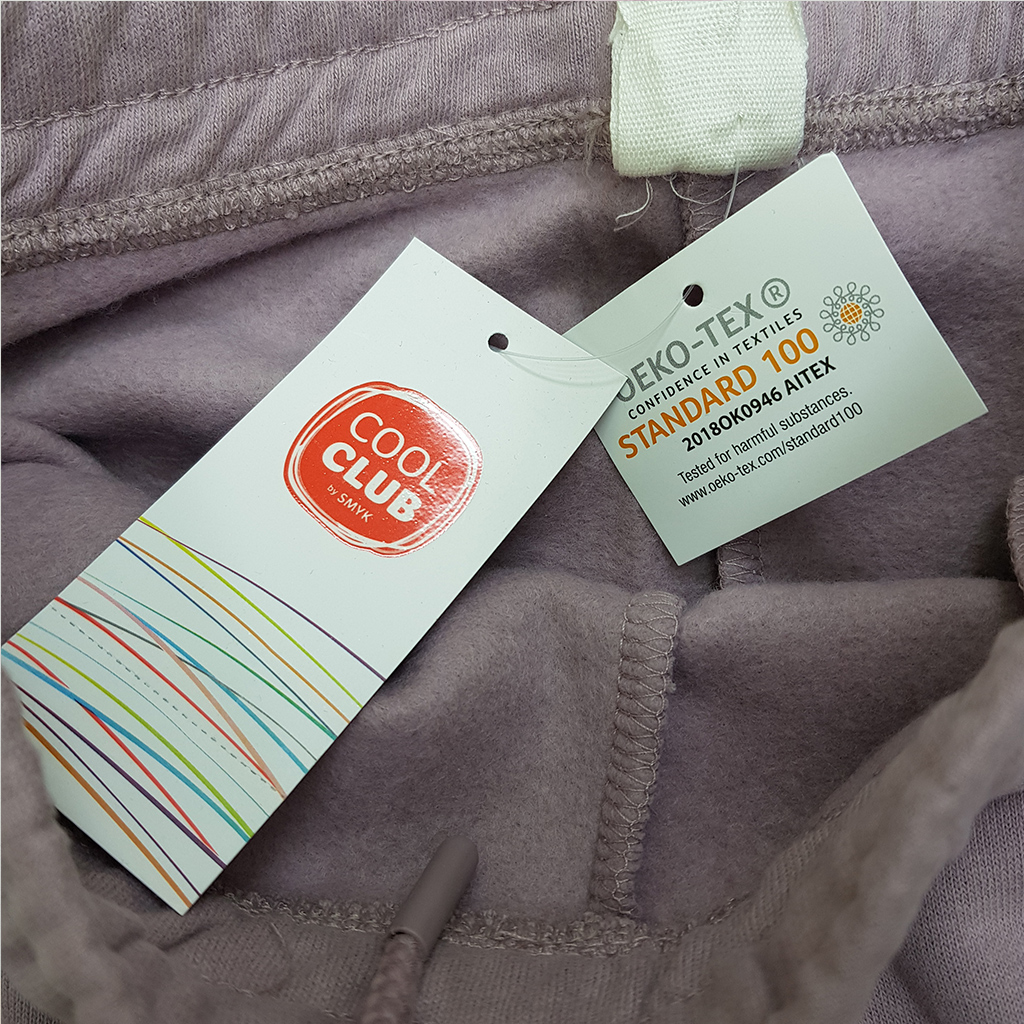 COOL
CLUB
by SMYK
OEKO-TEX®
CONFIDENCE IN TEXTILES
STANDARD 100
2018OK0946 AITEX
Tested for harmful substances.
www.oeko-tex.com/standard100